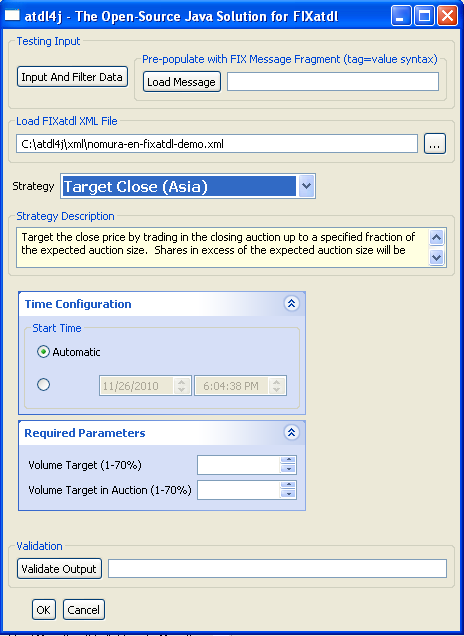 atdl4j - The Open-Source Java Solution for FIXatdl
Testing Input
Pre-populate with FIX Message Fragment (tag=value syntax)
Input And Filter Data
Load Message
Load FIXatdl XML File
C:\atdl4j\xml\nomura-en-fixatdl-demo.xml
...
Strategy
Target Close (Asia)
Strategy Description
Target the close price by trading in the closing auction up to a specified fraction of
the expected auction size. Shares in excess of the expected auction size will be
Time Configuration
Start Time
Automatic
11/26/2010
6:04:38 PM
Required Parameters
Volume Target (1-70%)
Volume Target in Auction (1-70%)
Validation
Validate Output
OK
Cancel